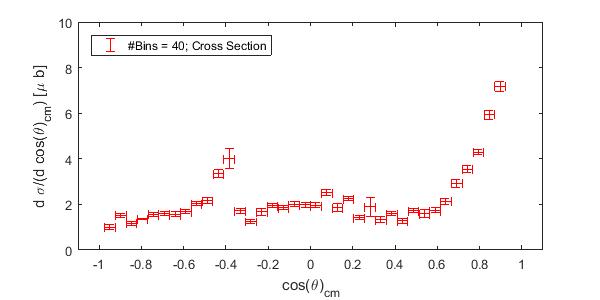 10
8
6
4
2
0
#Bins = 40; Cross Section
d σ/(d cos(θ)cm) [μ b]
-1 -0.8 -0.6 -0.4 -0.2 0 0.2 0.4 0.6 0.8 1
cos(θ)cm